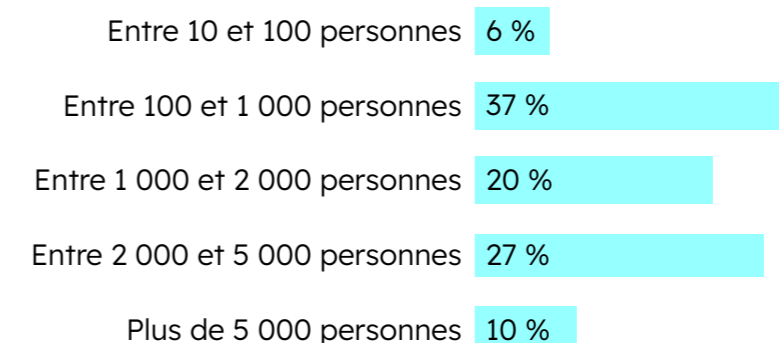 Entre 10 et 100 personnes 6 %
Entre 100 et 1 000 personnes 37 %
Entre 1 000 et 2 000 personnes 20 %
Entre 2 000 et 5 000 personnes 27 %
Plus de 5 000 personnes 10 %